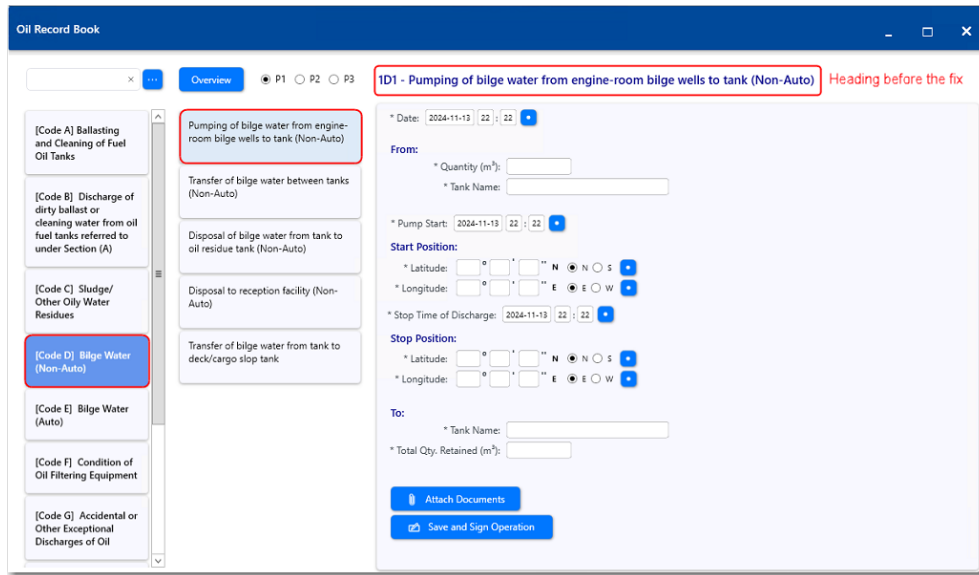 Oil Record Book
Overview
P1 P2 P3
1D1 - Pumping of bilge water from engine-room bilge wells to tank (Non-Auto)
Heading before the fix
[Code A] Ballasting
and Cleaning of Fuel
Oil Tanks
[Code B] Discharge of
dirty ballast or
cleaning water from oil
fuel tanks referred to
under Section (A)
[Code C] Sludge/
Other Oily Water
Residues
[Code D] Bilge Water
(Non-Auto)
[Code E] Bilge Water
(Auto)
[Code F] Condition of
Oil Filtering Equipment
[Code G] Accidental or
Other Exceptional
Discharges of Oil
Pumping of bilge water from engine-
room bilge wells to tank (Non-Auto)
Transfer of bilge water between tanks
(Non-Auto)
Disposal of bilge water from tank to
oil residue tank (Non-Auto)
Disposal to reception facility (Non-
Auto)
Transfer of bilge water from tank to
deck/cargo slop tank
* Date: 2024-11-13 22 : 22
From:
* Quantity (m³):
* Tank Name:
* Pump Start: 2024-11-13 22 : 22
Start Position:
* Latitude: ° ' " N N S
* Longitude: ° ' " E E W
* Stop Time of Discharge: 2024-11-13 22 : 22
Stop Position:
* Latitude: ° ' " N N S
* Longitude: ° ' " E E W
To:
* Tank Name:
* Total Qty. Retained (m³):
Attach Documents
Save and Sign Operation